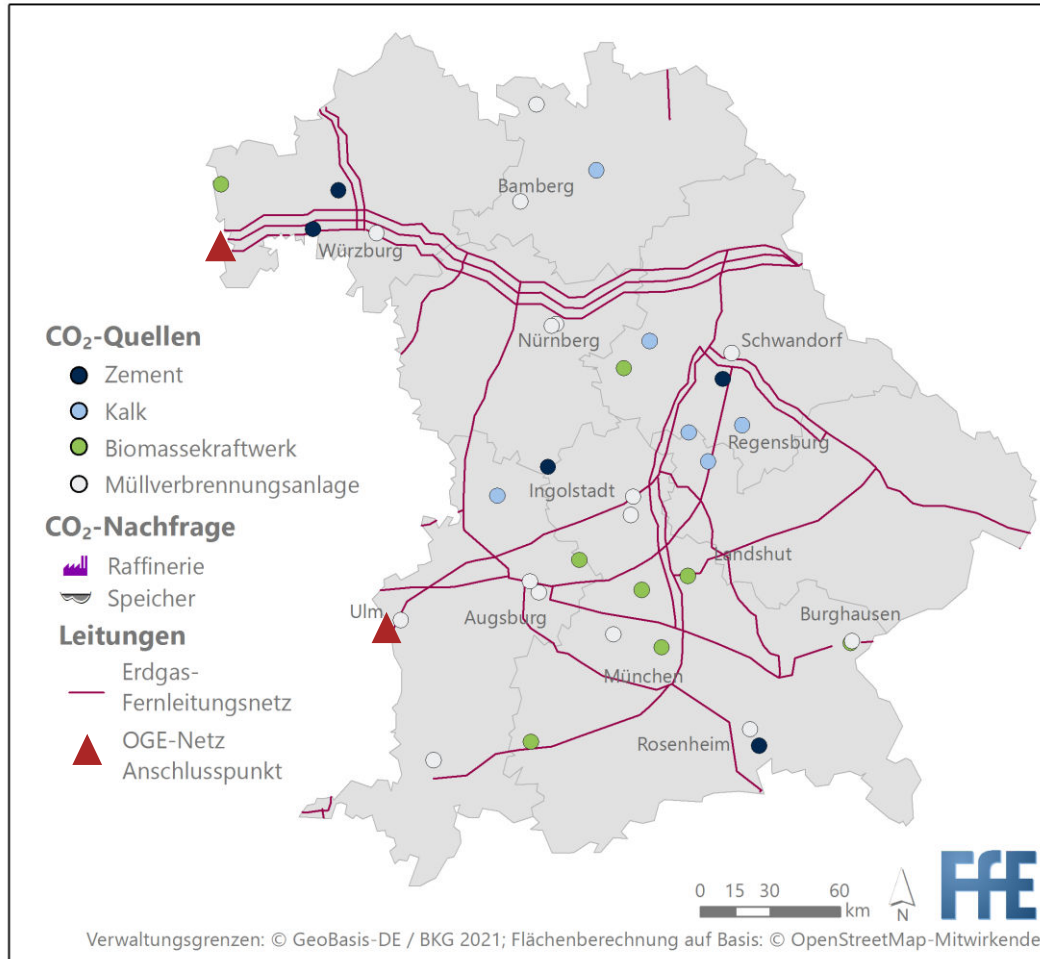 Bamberg
Würzburg
Nürnberg
Schwandorf
Regensburg
Ingolstadt
Landshut
Ulm
Augsburg
Burghausen
München
Rosenheim
CO₂-Quellen
Zement
Kalk
Biomassekraftwerk
Müllverbrennungsanlage
CO₂-Nachfrage
Raffinerie
Speicher
Leitungen
Erdgas-
Fernleitungsnetz
OGE-Netz
Anschlusspunkt
0 15 30 60
km
N
FfE
Verwaltungsgrenzen: © GeoBasis-DE / BKG 2021; Flächenberechnung auf Basis: © OpenStreetMap-Mitwirkende